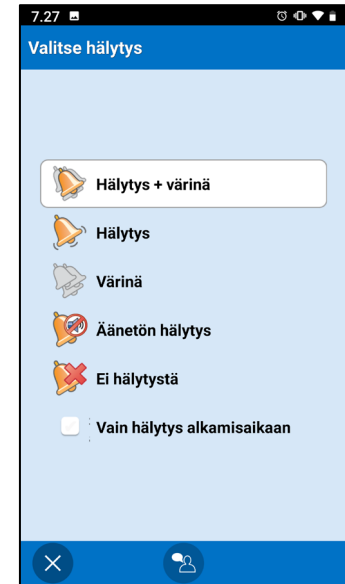 7.27
Valitse hälytys
Hälytys + värinä
Hälytys
Värinä
Äänetön hälytys
Ei hälytystä
Vain hälytys alkamisaikaan